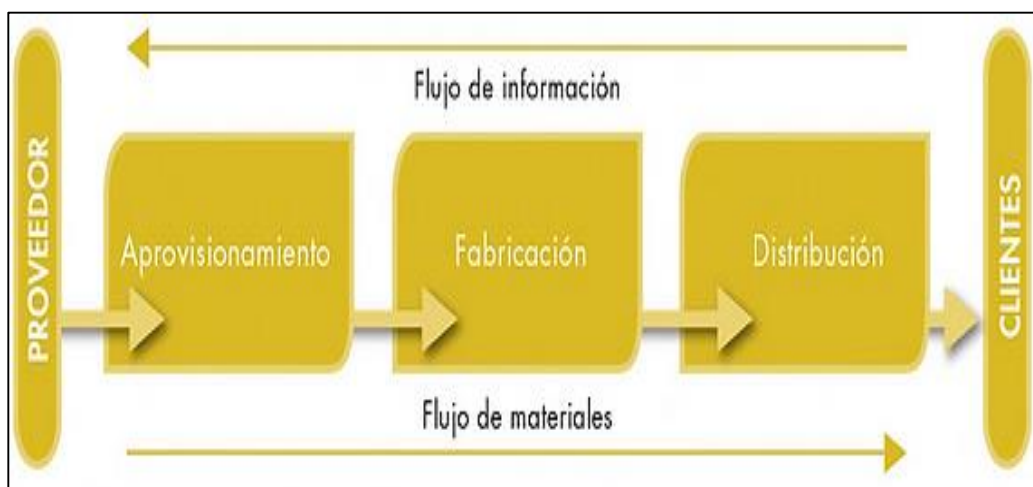 Flujo de información
PROVEEDOR
Aprovisionamiento
Fabricación
Distribución
CLIENTES
Flujo de materiales